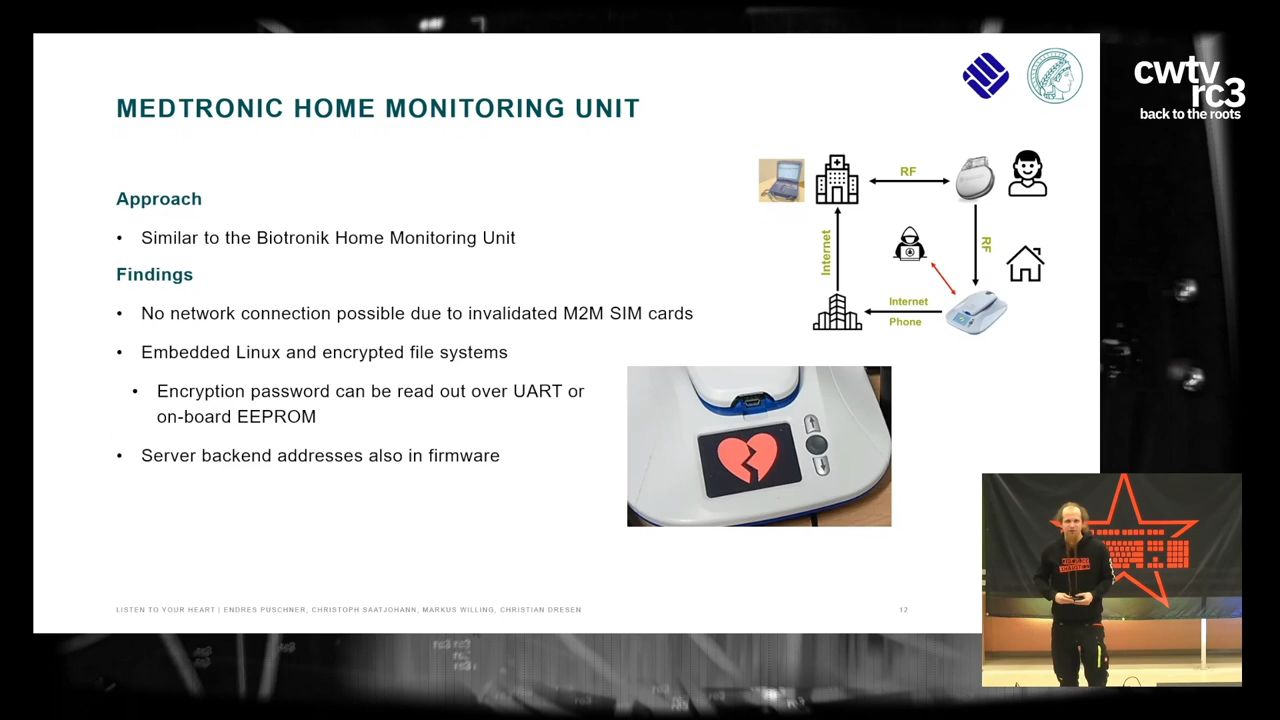 cwtv
rc3
back to the roots
MEDTRONIC HOME MONITORING UNIT
Approach
• Similar to the Biotronik Home Monitoring Unit
Findings
• No network connection possible due to invalidated M2M SIM cards
• Embedded Linux and encrypted file systems
• Encryption password can be read out over UART or
on-board EEPROM
• Server backend addresses also in firmware
RF
RF
Internet
Internet
Phone
LISTEN TO YOUR HEART | ENDRES PUSCHNER, CHRISTOPH SAATJOHANN, MARKUS WILLING, CHRISTIAN DRESEN
12
rc3 rc3